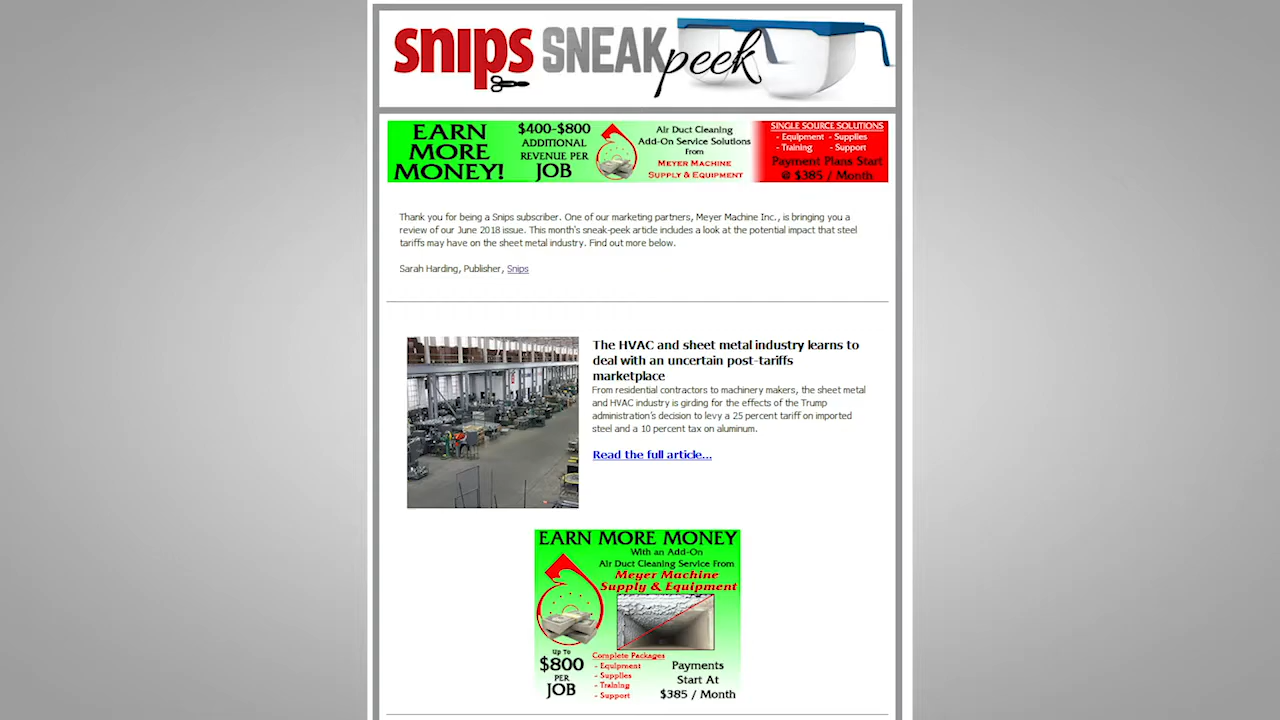 snips SNEAK peek
EARN
MORE
MONEY!
$400-$800
ADDITIONAL
REVENUE PER
JOB
Air Duct Cleaning
Add-On Service Solutions
From
MEYER MACHINE
SUPPLY & EQUIPMENT
SINGLE SOURCE SOLUTIONS
- Equipment - Supplies
- Training - Support
Payment Plans Start
@ $385 / Month
Thank you for being a Snips subscriber. One of our marketing partners, Meyer Machine Inc., is bringing you a
review of our June 2018 issue. This month's sneak-peek article includes a look at the potential impact that steel
tariffs may have on the sheet metal industry. Find out more below.
Sarah Harding, Publisher, Snips
The HVAC and sheet metal industry learns to
deal with an uncertain post-tariffs
marketplace
From residential contractors to machinery makers, the sheet metal
and HVAC industry is girding for the effects of the Trump
administration's decision to levy a 25 percent tariff on imported
steel and a 10 percent tax on aluminum.
Read the full article...
EARN MORE MONEY
With an Add-On
Air Duct Cleaning Service From
Meyer Machine
Supply & Equipment
Up To
$800
PER
JOB
Complete Packages
- Equipment
- Supplies
- Training
- Support
Payments
Start At
$385 / Month